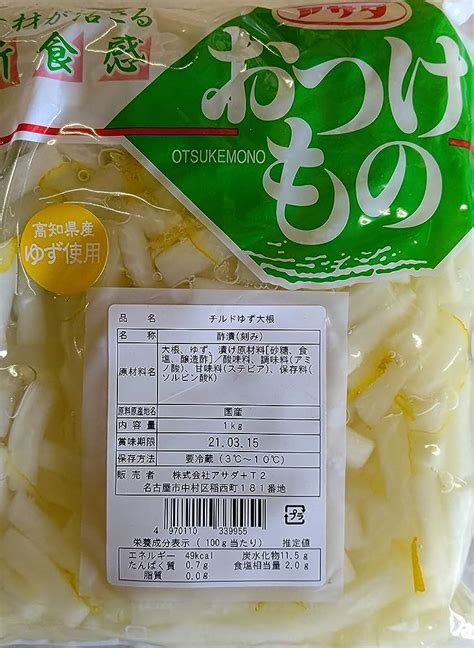 材が活きる
新食感
アサダ
おつけ
もの
OTSUKEMONO
高知県産
ゆず使用
品 名 チルドゆず大根
名 称 酢漬(刻み)
原材料名 大根、ゆず、漬け原材料[砂糖、食
塩、醸造酢]/酸味料、調味料(アミ
ノ酸)、甘味料(ステビア)、保存料(
ソルビン酸K)
原料原産地名 国産
内 容 量 1kg
賞味期限 21.03.15
保存方法 要冷蔵(3℃~10℃)
販 売 者 株式会社アサダ+T2
名古屋市中村区稲西町181番地
4 970110 339955
プラ
栄養成分表示(100g当たり) 推定値
エネルギー 49kcal 炭水化物11.5g
たんぱく質 0.7g 食塩相当量 2.0g
脂質 0.0g